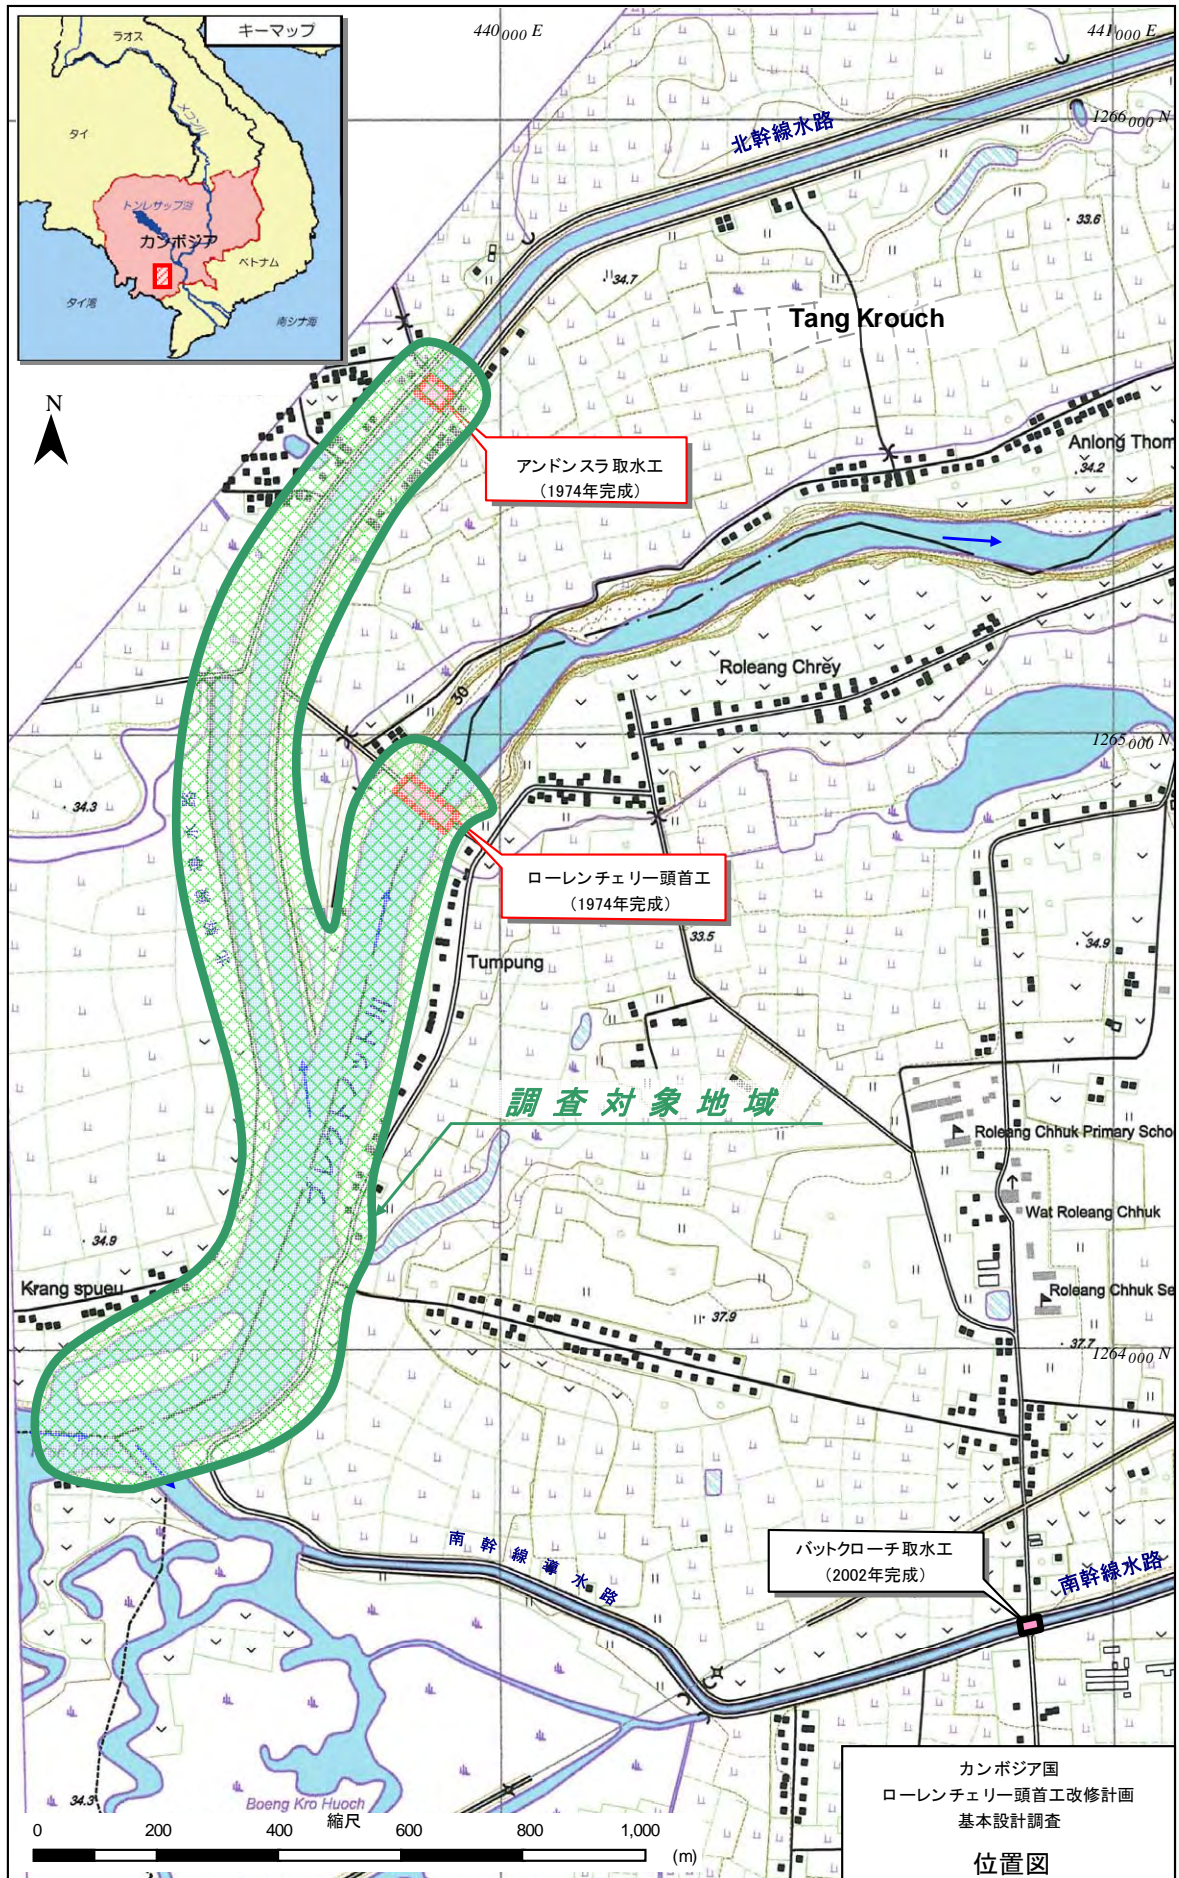 キーマップ
ラオス
メコン川
タイ
トンレサップ湖
カンボジア
ベトナム
タイ湾
南シナ海
440000 E
441000 E
1266000 N
北幹線水路
33.6
34.7
Tang Krouch
N
アンドンスラ取水工
(1974年完成)
Anlong Thom
34.2
Roleang Chrey
30
1265000 N
34.3
北幹線導水路
ローレンチェリー頭首工
(1974年完成)
33.5
34.9
Tumpung
調査対象地域
Roleang Chhuk Primary Scho
Wat Roleang Chhuk
34.9
Krang spueu
Roleang Chhuk Se
37.9
37.7
1264000 N
南幹線導水路
バットクローチ取水工
(2002年完成)
南幹線水路
34.3
Boeng Kro Huoch
縮尺
0 200 400 600 800 1,000
(m)
カンボジア国
ローレンチェリー頭首工改修計画
基本設計調査
位置図